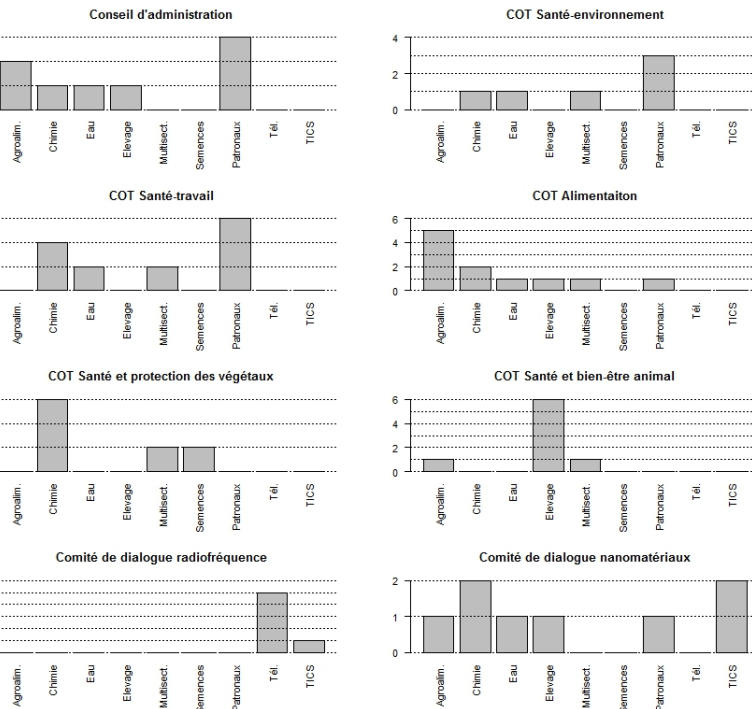 Conseil d'administration
Agroalim.
Chimie
Eau
Elevage
Multisect.
Semences
Patronaux
Tél.
TICS
COT Santé-environnement
4
2
0
Agroalim.
Chimie
Eau
Elevage
Multisect.
Semences
Patronaux
Tél.
TICS
COT Santé-travail
Agroalim.
Chimie
Eau
Elevage
Multisect.
Semences
Patronaux
Tél.
TICS
COT Alimentaiton
6
4
2
0
Agroalim.
Chimie
Eau
Elevage
Multisect.
Semences
Patronaux
Tél.
TICS
COT Santé et protection des végétaux
Agroalim.
Chimie
Eau
Elevage
Multisect.
Semences
Patronaux
Tél.
TICS
COT Santé et bien-être animal
6
4
2
0
Agroalim.
Chimie
Eau
Elevage
Multisect.
Semences
Patronaux
Tél.
TICS
Comité de dialogue radiofréquence
Agroalim.
Chimie
Eau
Elevage
Multisect.
Semences
Patronaux
Tél.
TICS
Comité de dialogue nanomatériaux
2
1
0
Agroalim.
Chimie
Eau
Elevage
Multisect.
Semences
Patronaux
Tél.
TICS